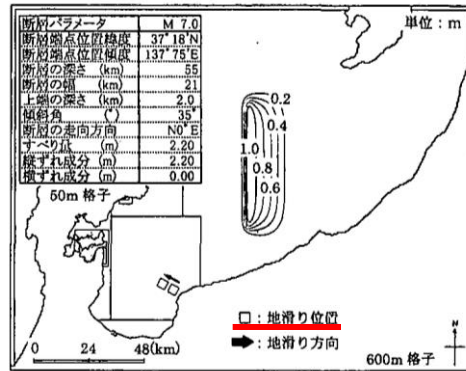 断層パラメータ M 7.0
断層端点位置緯度 37°18'N
断層端点位置傾度 137°75'E
断層の深さ (km) 55
断層の幅 (km) 21
上端の深さ (km) 2.0
傾斜角 (°) 35°
断層の走向方向 N0°E
すべり量 (m) 2.20
縦ずれ成分 (m) 2.20
横ずれ成分 (m) 0.00
50m 格子
単位：m
0.2
0.4
1.0
0.8
0.6
□：地滑り位置
➡：地滑り方向
0 24 48(km)
N
600m 格子